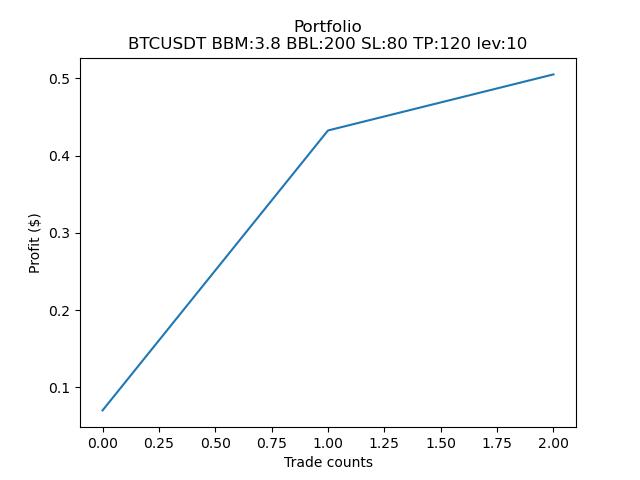 Portfolio
BTCUSDT BBM:3.8 BBL:200 SL:80 TP:120 lev:10
Profit ($)
0.5
0.4
0.3
0.2
0.1
0.00 0.25 0.50 0.75 1.00 1.25 1.50 1.75 2.00
Trade counts